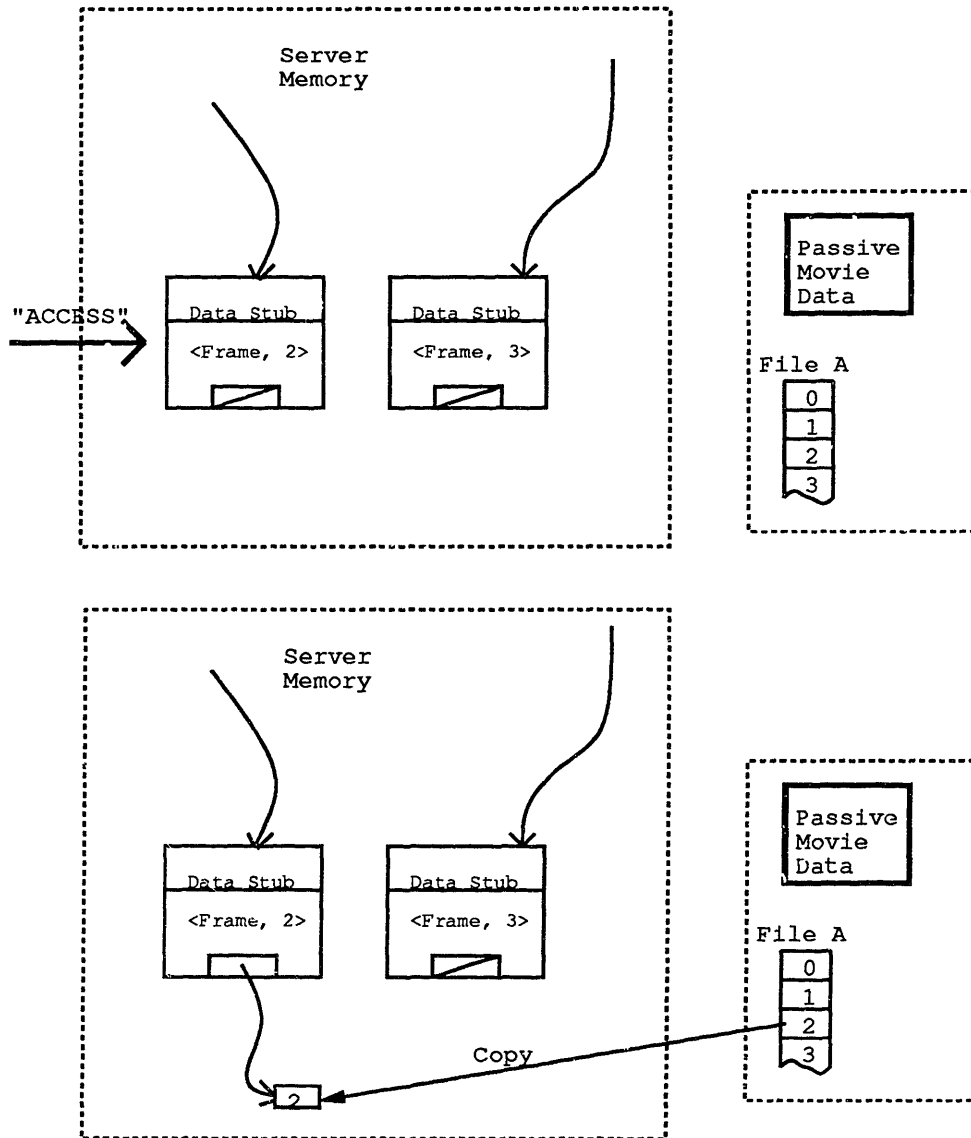 Server
Memory
"ACCESS"
Data Stub
<Frame, 2>
Data Stub
<Frame, 3>
Passive
Movie
Data
File A
0
1
2
3
Server
Memory
Data Stub
<Frame, 2>
Data Stub
<Frame, 3>
Passive
Movie
Data
File A
0
1
2
3
Copy
2